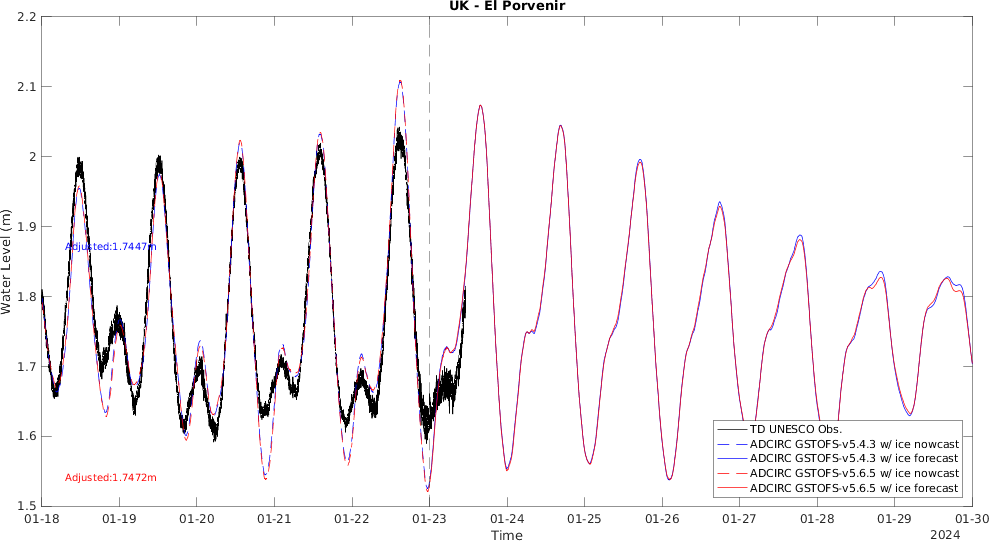 UK - El Porvenir
2.2
2.1
2
1.9
1.8
1.7
1.6
1.5
Water Level (m)
Adjusted:1.7447m
Adjusted:1.7472m
TD UNESCO Obs.
ADCIRC GSTOFS-v5.4.3 w/ ice nowcast
ADCIRC GSTOFS-v5.4.3 w/ ice forecast
ADCIRC GSTOFS-v5.6.5 w/ ice nowcast
ADCIRC GSTOFS-v5.6.5 w/ ice forecast
01-18 01-19 01-20 01-21 01-22 01-23 01-24 01-25 01-26 01-27 01-28 01-29 01-30
Time
2024